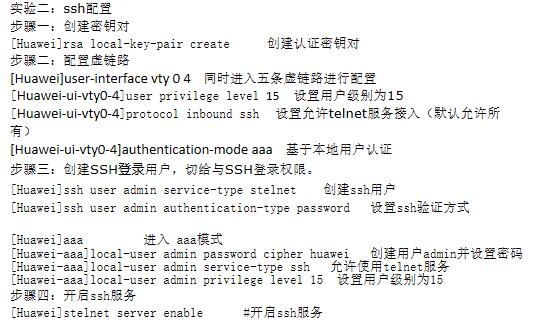 实验二：ssh配置
步骤一：创建密钥对
[Huawei]rsa local-key-pair create 创建认证密钥对
步骤二：配置虚链路
[Huawei]user-interface vty 0 4 同时进入五条虚链路进行配置
[Huawei-ui-vty0-4]user privilege level 15 设置用户级别为15
[Huawei-ui-vty0-4]protocol inbound ssh 设置允许telnet服务接入（默认允许所
有）
[Huawei-ui-vty0-4]authentication-mode aaa 基于本地用户认证
步骤三：创建SSH登录用户，切给与SSH登录权限。
[Huawei]ssh user admin service-type stelnet 创建ssh用户
[Huawei]ssh user admin authentication-type password 设置ssh验证方式
[Huawei]aaa 进入 aaa模式
[Huawei-aaa]local-user admin password cipher huawei 创建用户admin并设置密码
[Huawei-aaa]local-user admin service-type ssh 允许使用telnet服务
[Huawei-aaa]local-user admin privilege level 15 设置用户级别为15
步骤四：开启ssh服务
[Huawei]stelnet server enable #开启ssh服务